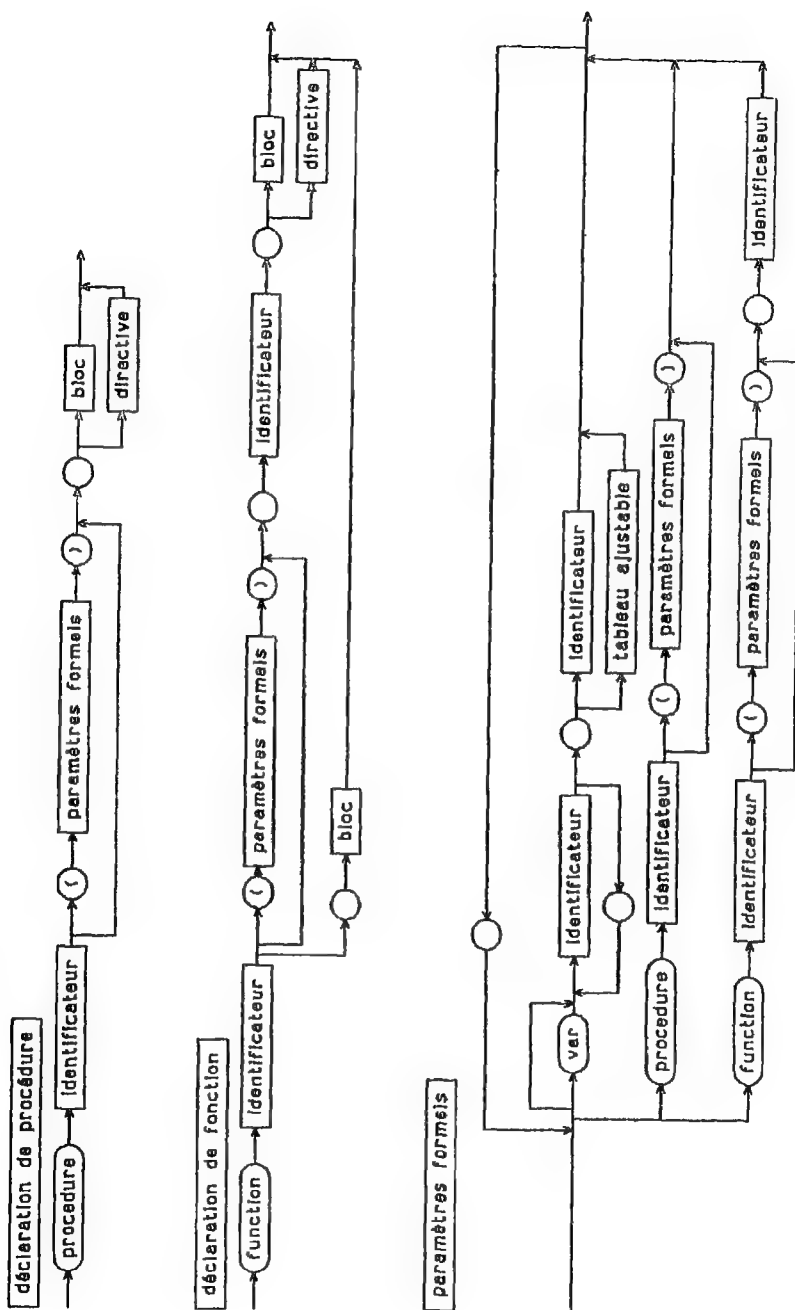 déclaration de procédure
procedure
identificateur
(
paramètres formels
)
bloc
directive
déclaration de fonction
function
identificateur
(
paramètres formels
)
identificateur
bloc
directive
bloc
paramètres formels
var
identificateur
identificateur
tableau ajustable
procedure
identificateur
(
paramètres formels
)
function
identificateur
(
paramètres formels
)
identificateur